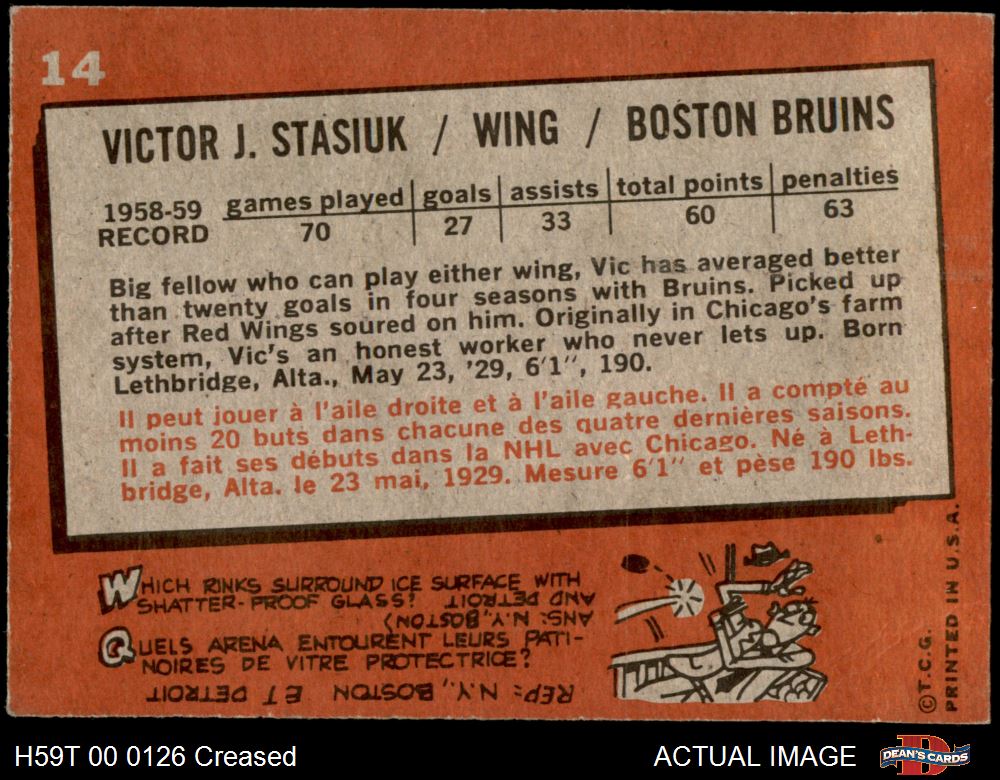 14
VICTOR J. STASIUK / WING / BOSTON BRUINS
1958-59 RECORD games played goals assists total points penalties
70 27 33 60 63
Big fellow who can play either wing, Vic has averaged better
than twenty goals in four seasons with Bruins. Picked up
after Red Wings soured on him. Originally in Chicago's farm
system, Vic's an honest worker who never lets up. Born
Lethbridge, Alta., May 23, '29, 6'1", 190.
Il peut jouer à l'aile droite et à l'aile gauche. Il a compté au
moins 20 buts dans chacune des quatre dernières saisons.
Il a fait ses débuts dans la NHL avec Chicago. Né à Leth-
bridge, Alta. le 23 mai, 1929. Mesure 6'1" et pèse 190 lbs.
WHICH RINKS SURROUND ICE SURFACE WITH
SHATTER-PROOF GLASS?
(ANS: N.Y., BOSTON,
AND DETROIT
QUELS ARENA ENTOURENT LEURS PATI-
NOIRES DE VITRE PROTECTRICE?
REP: N.Y., BOSTON ET DETROIT
©T.C.G. PRINTED IN U.S.A.
H59T 00 0126 Creased
ACTUAL IMAGE
DEAN'S CARDS